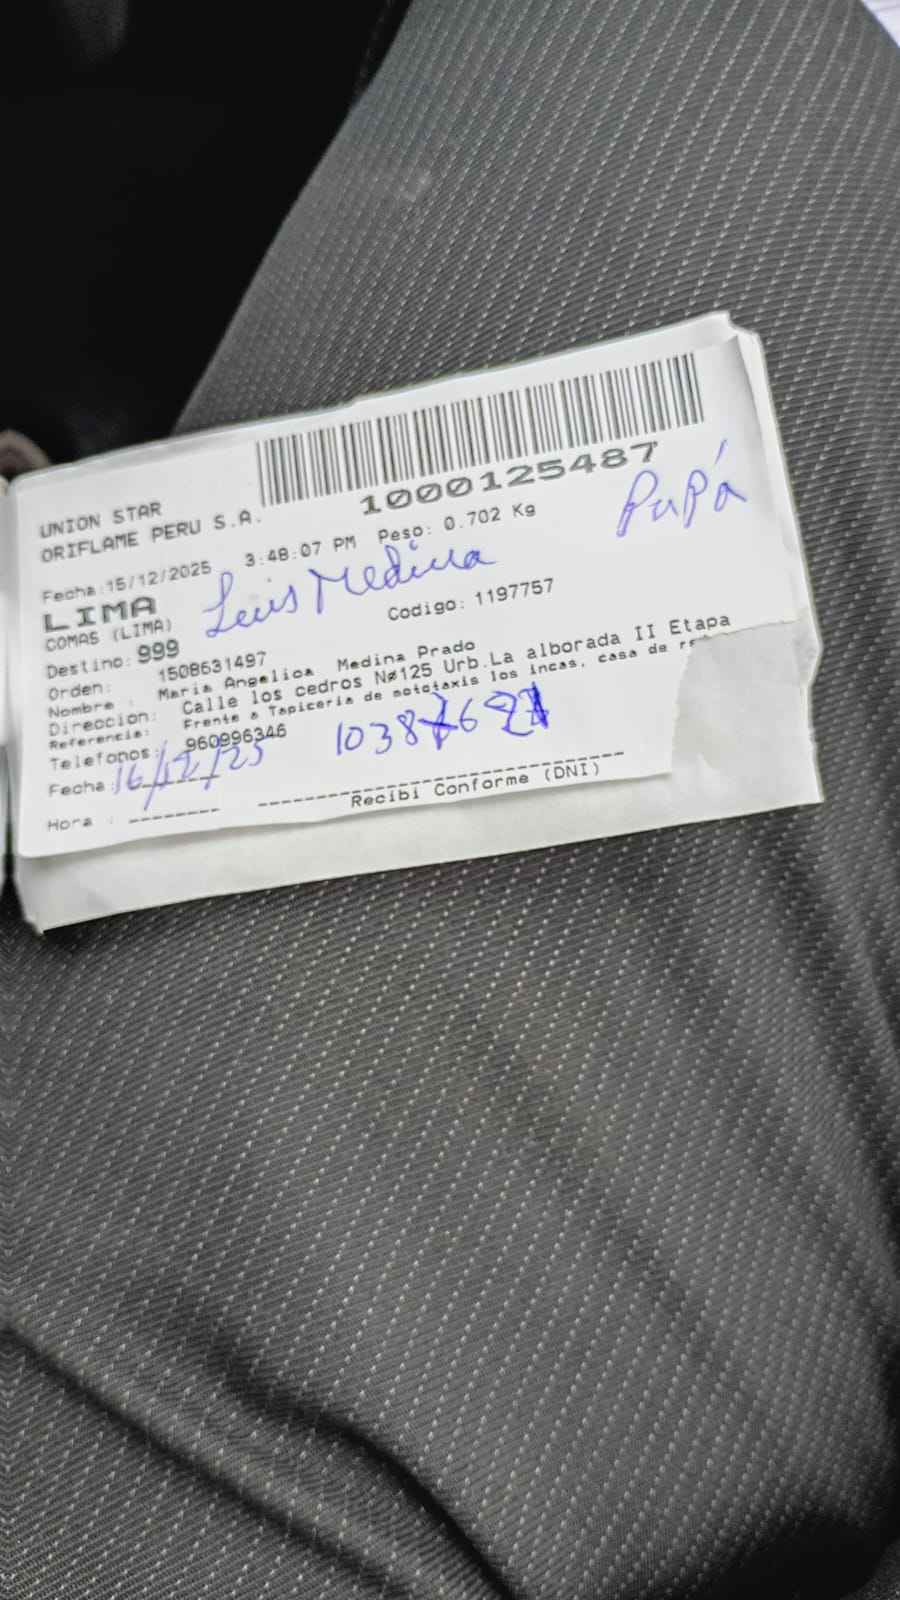 1000125487
UNION STAR
ORIFLAME PERU S.A.
Papá
Fecha:15/12/2025 3:48:07 PM Peso: 0.702 Kg
LIMA
Luis Medina
COMAS (LIMA)
Codigo: 1197757
Destino: 999
Orden: 1508631497
Nombre : Maria Angelica Medina Prado
Direccion: Calle los cedros Nø125 Urb.La alborada II Etapa
Referencia: Frente a Tapiceria de mototaxis los incas, casa de
Telefonos: 960996346
Fecha: 16/12/25
Hora :
Recibi Conforme (DNI)